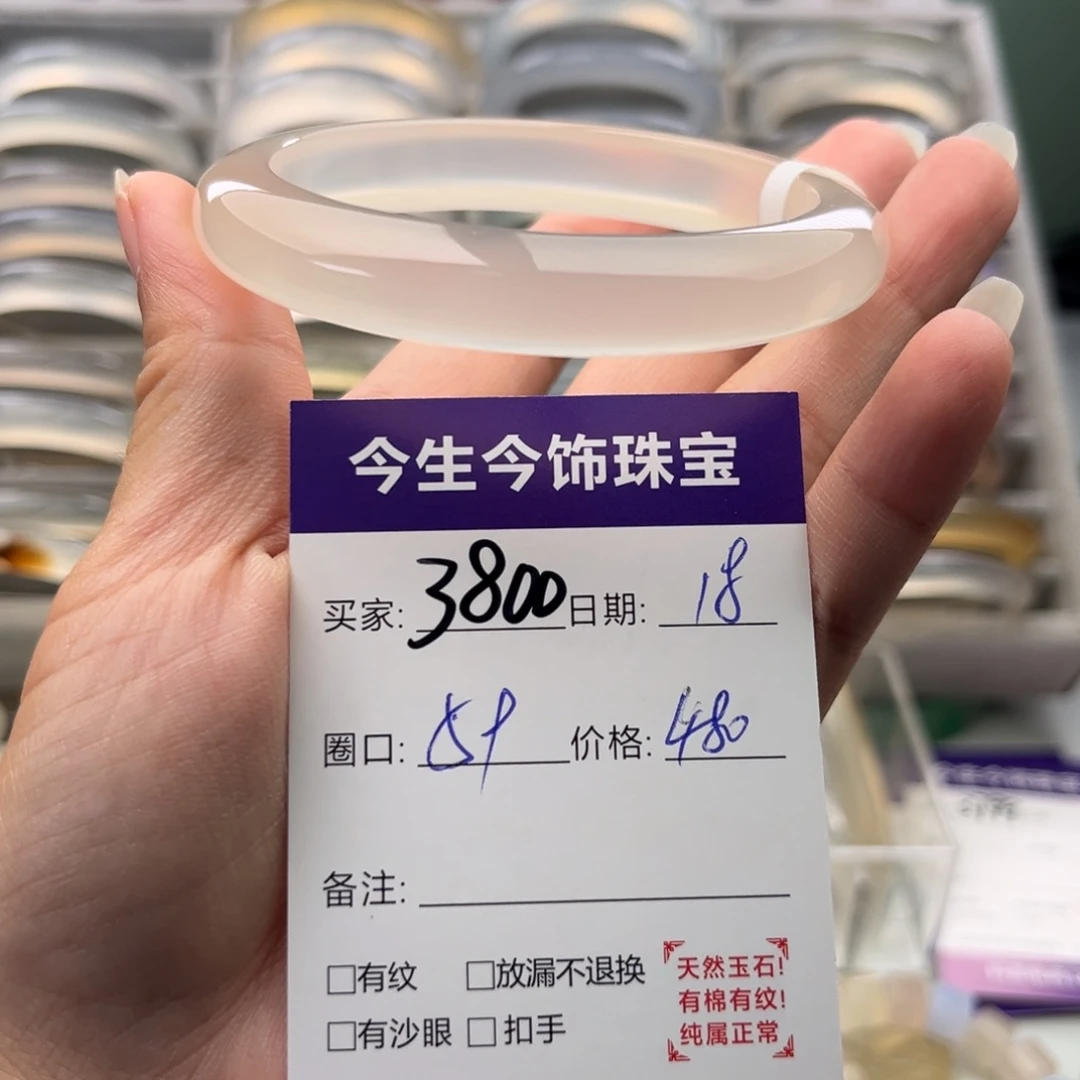 今生今饰珠宝
买家: 3800 日期: 18
圈口: 59 价格: 480
备注:
□有纹 □放漏不退换
□有沙眼 □扣手
天然玉石!
有棉有纹!
纯属正常